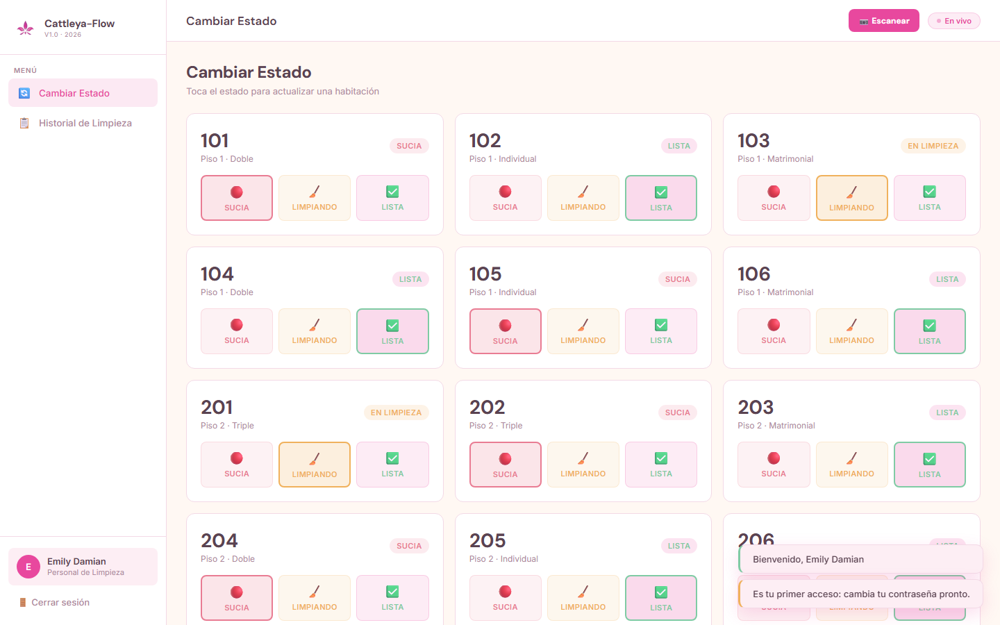 Cattleya-Flow
V1.0 · 2026
MENÚ
Cambiar Estado
Historial de Limpieza
Emily Damian
E
Personal de Limpieza
Cerrar sesión
Cambiar Estado
Escanear
En vivo
Cambiar Estado
Toca el estado para actualizar una habitación
101
SUCIA
Piso 1 · Doble
SUCIA
LIMPIANDO
LISTA
102
LISTA
Piso 1 · Individual
SUCIA
LIMPIANDO
LISTA
103
EN LIMPIEZA
Piso 1 · Matrimonial
SUCIA
LIMPIANDO
LISTA
104
LISTA
Piso 1 · Doble
SUCIA
LIMPIANDO
LISTA
105
SUCIA
Piso 1 · Individual
SUCIA
LIMPIANDO
LISTA
106
LISTA
Piso 1 · Matrimonial
SUCIA
LIMPIANDO
LISTA
201
EN LIMPIEZA
Piso 2 · Triple
SUCIA
LIMPIANDO
LISTA
202
SUCIA
Piso 2 · Triple
SUCIA
LIMPIANDO
LISTA
203
LISTA
Piso 2 · Matrimonial
SUCIA
LIMPIANDO
LISTA
204
SUCIA
Piso 2 · Doble
SUCIA
LIMPIANDO
LISTA
205
LISTA
Piso 2 · Individual
SUCIA
LIMPIANDO
LISTA
206
Bienvenido, Emily Damian
Es tu primer acceso: cambia tu contraseña pronto.